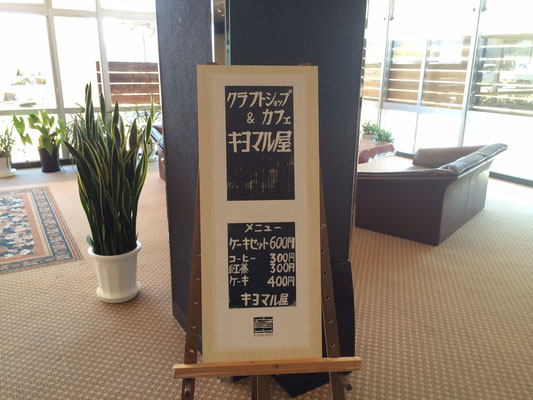 クラフトショップ
& カフェ
キヨマル屋
メニュー
ケーキセット 600円
コーヒー 300円
紅茶 300円
ケーキ 400円
キヨマル屋